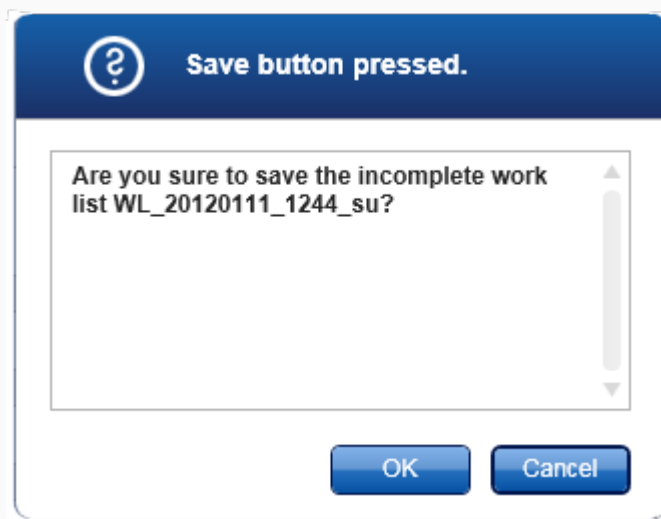 Save button pressed.
Are you sure to save the incomplete work
list WL_20120111_1244_su?
OK
Cancel